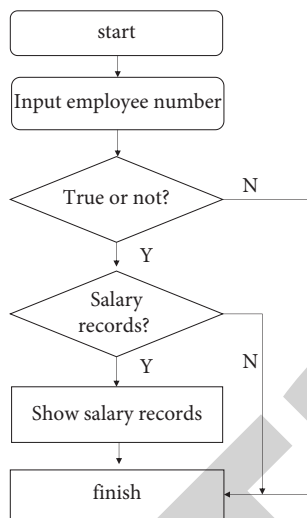 start
Input employee number
True or not?
N
Y
Salary
records?
Y
N
Show salary records
finish